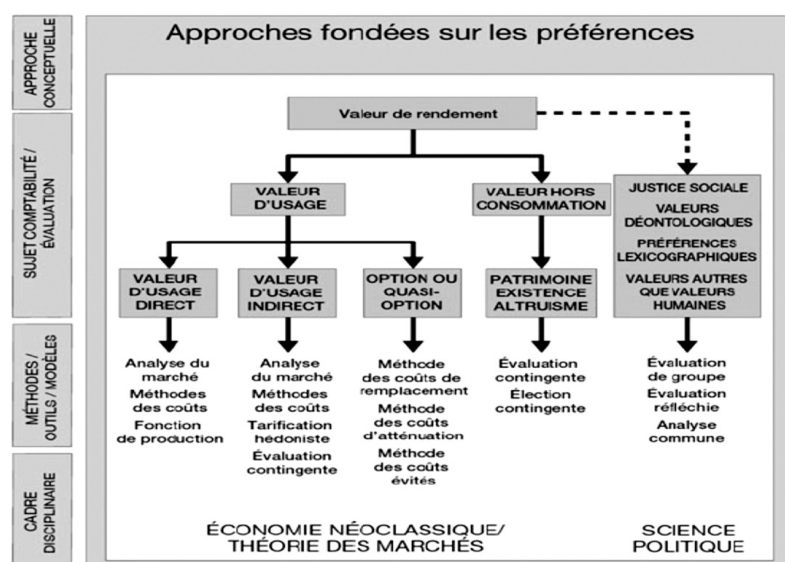 Approches fondées sur les préférences
APPROCHE
CONCEPTUELLE
SUJET COMPTABILITÉ /
ÉVALUATION
MÉTHODES /
OUTILS / MODÈLES
CADRE
DISCIPLINAIRE
Valeur de rendement
VALEUR
D'USAGE
VALEUR HORS
CONSOMMATION
JUSTICE SOCIALE
VALEURS
DÉONTOLOGIQUES
PRÉFÉRENCES
LEXICOGRAPHIQUES
VALEURS AUTRES
QUE VALEURS
HUMAINES
VALEUR
D'USAGE
DIRECT
VALEUR
D'USAGE
INDIRECT
OPTION OU
QUASI-
OPTION
PATRIMOINE
EXISTENCE
ALTRUISME
Analyse du
marché
Méthodes
des coûts
Fonction
de production
Analyse
du marché
Méthodes
des coûts
Tarification
hédoniste
Évaluation
contingente
Méthode
des coûts de
remplacement
Méthode
des coûts
d'atténuation
Méthode
des coûts
évités
Évaluation
contingente
Élection
contingente
Évaluation
de groupe
Évaluation
réfléchie
Analyse
commune
ÉCONOMIE NÉOCLASSIQUE/
THÉORIE DES MARCHÉS
SCIENCE
POLITIQUE